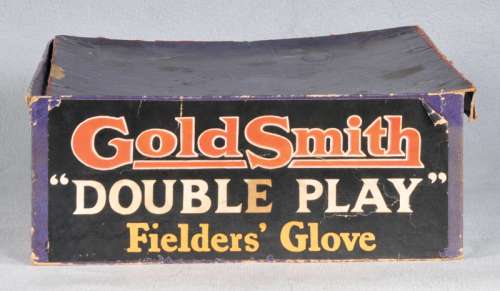 GoldSmith
“DOUBLE PLAY”
Fielders' Glove